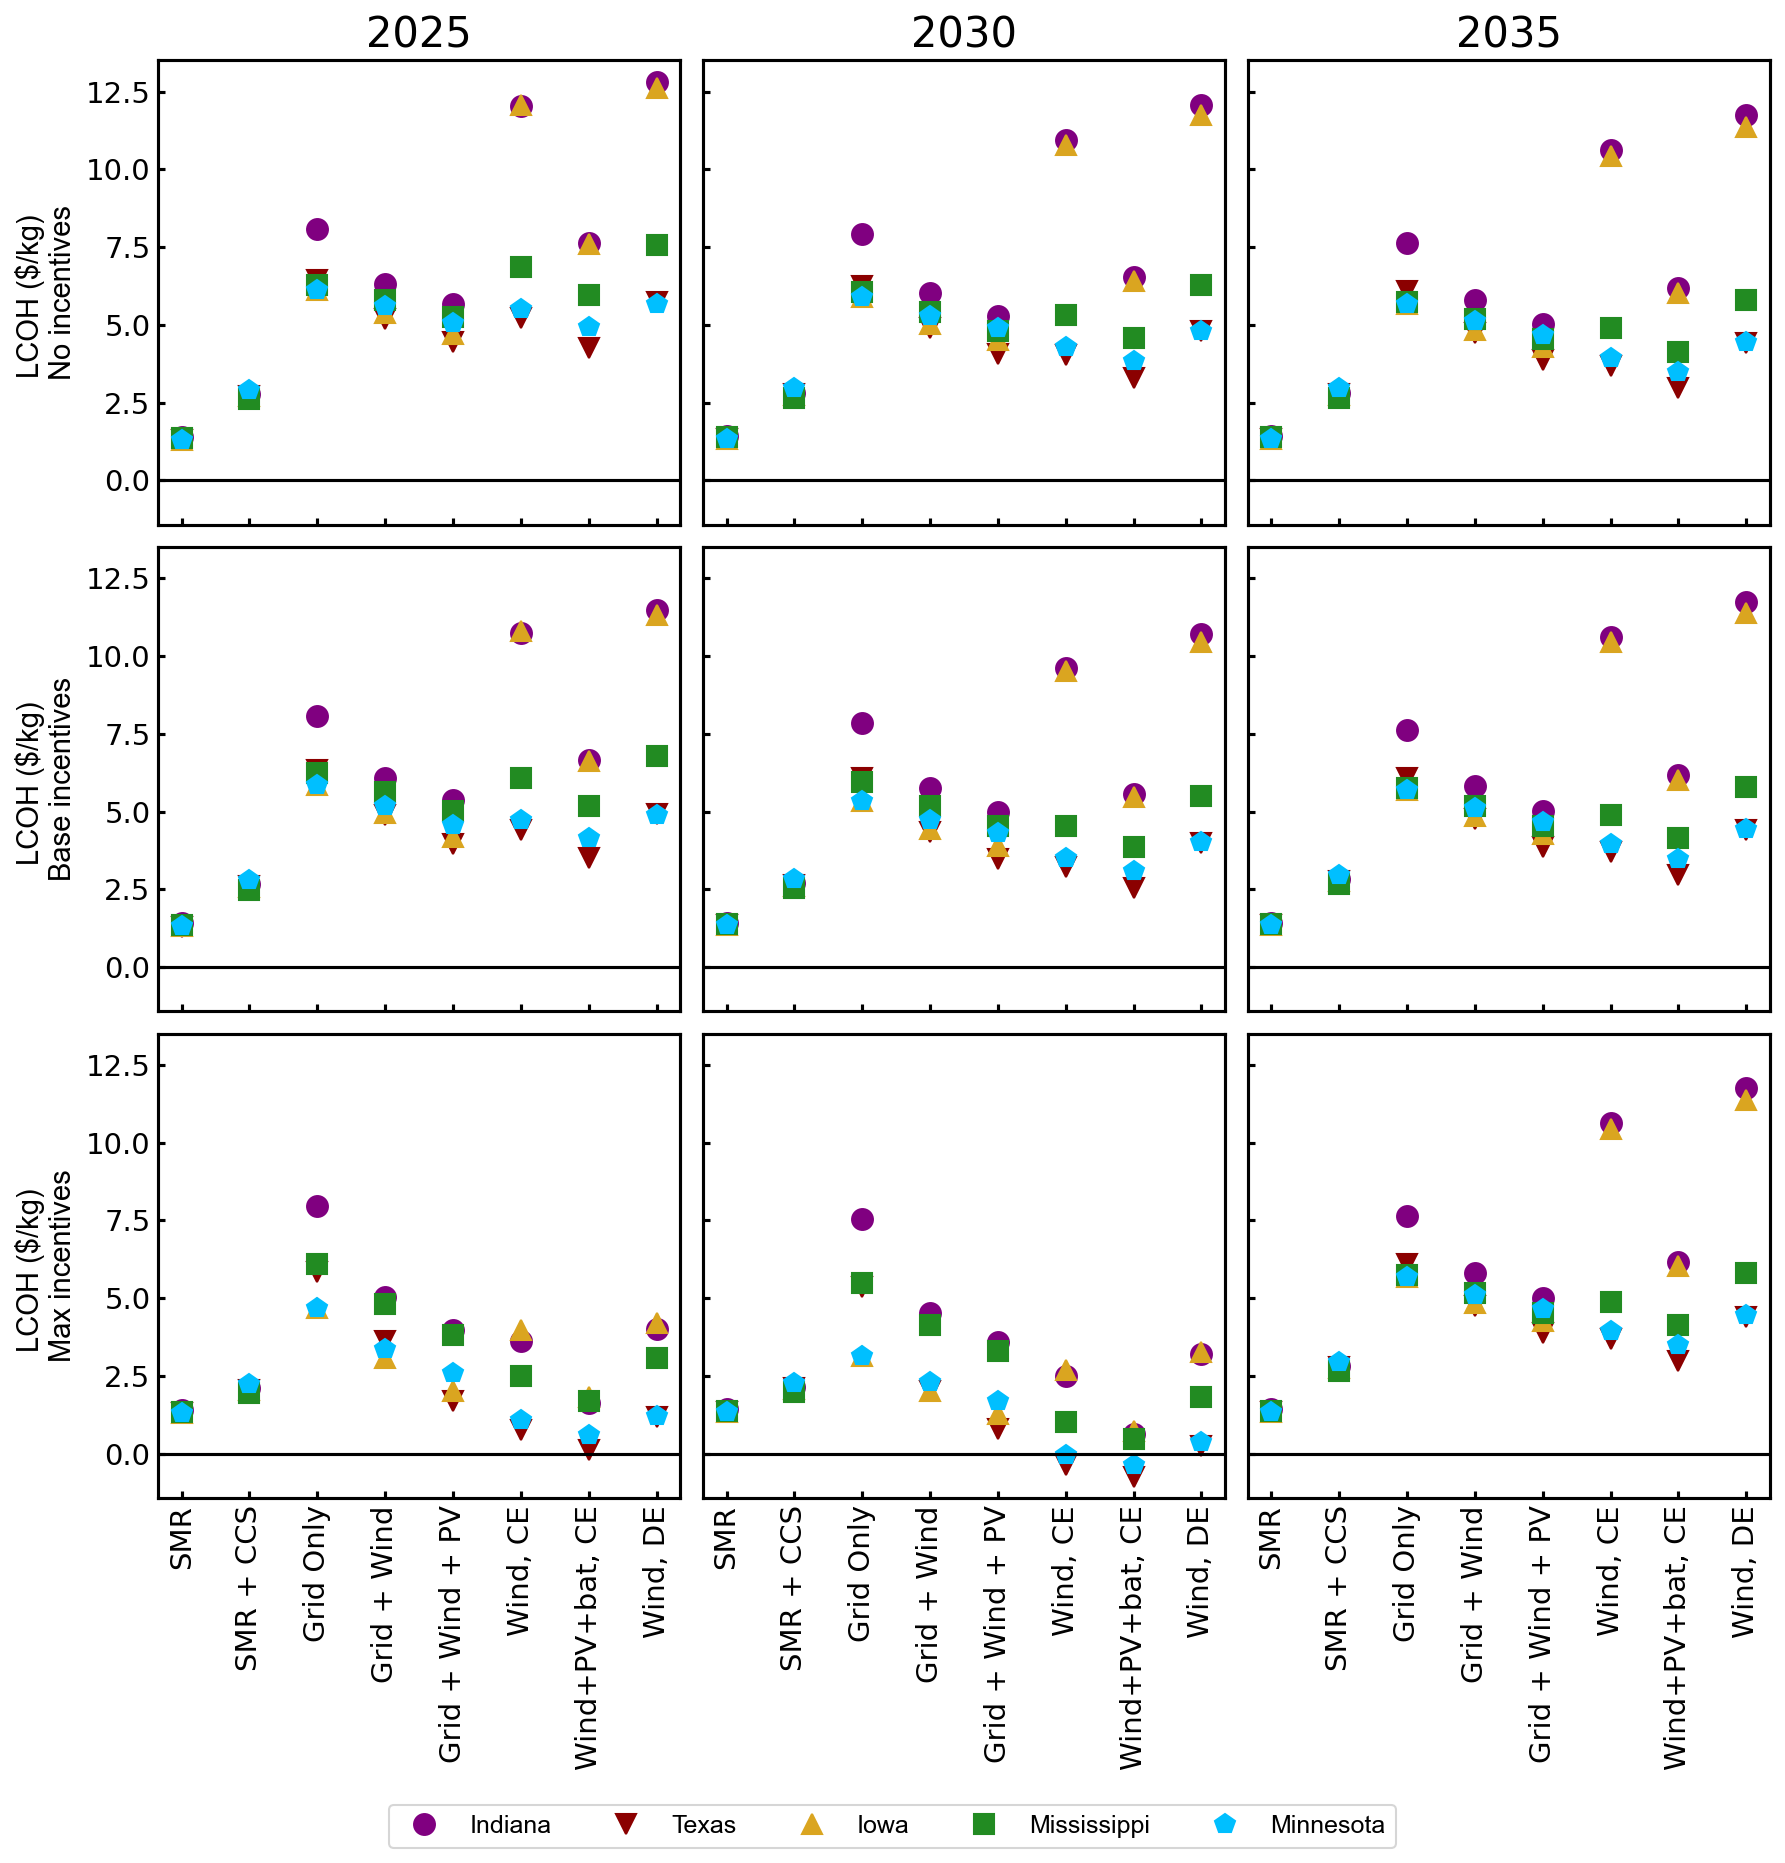 2025 2030 2035
LCOH ($/kg)
No incentives
12.5
10.0
7.5
5.0
2.5
0.0
LCOH ($/kg)
Base incentives
12.5
10.0
7.5
5.0
2.5
0.0
LCOH ($/kg)
Max incentives
12.5
10.0
7.5
5.0
2.5
0.0
SMR
SMR + CCS
Grid Only
Grid + Wind
Grid + Wind + PV
Wind, CE
Wind+PV+bat, CE
Wind, DE
SMR
SMR + CCS
Grid Only
Grid + Wind
Grid + Wind + PV
Wind, CE
Wind+PV+bat, CE
Wind, DE
SMR
SMR + CCS
Grid Only
Grid + Wind
Grid + Wind + PV
Wind, CE
Wind+PV+bat, CE
Wind, DE
Indiana Texas Iowa Mississippi Minnesota